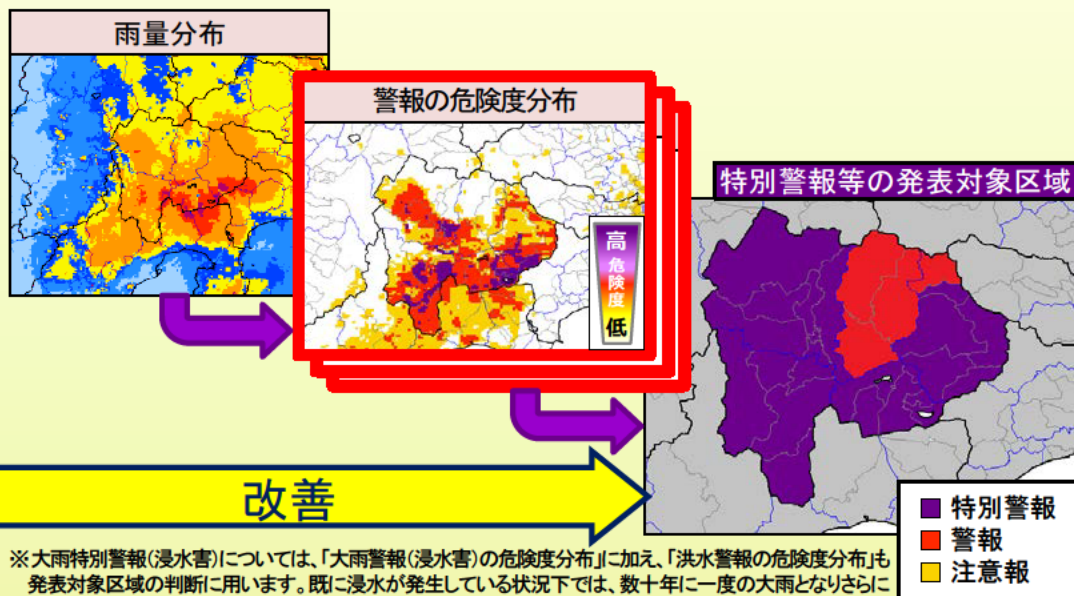 雨量分布
警報の危険度分布
高
危険度
低
特別警報等の発表対象区域
改善
特別警報
警報
注意報
※大雨特別警報(浸水害)については、「大雨警報(浸水害)の危険度分布」に加え、「洪水警報の危険度分布」も
発表対象区域の判断に用います。既に浸水が発生している状況下では、数十年に一度の大雨となりさらに